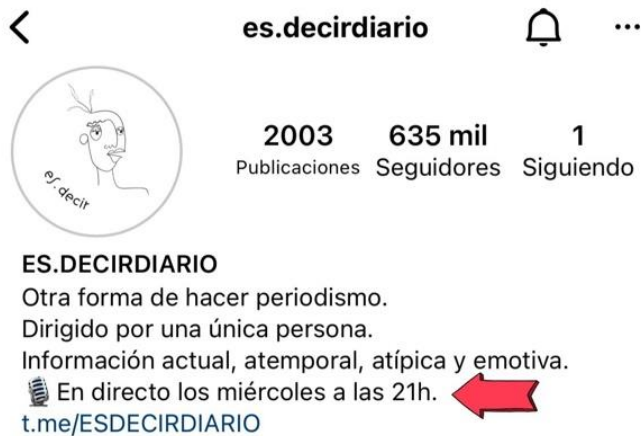 es.decirdiario
2003 635 mil 1
Publicaciones Seguidores Siguiendo
es.decir
ES.DECIRDIARIO
Otra forma de hacer periodismo.
Dirigido por una única persona.
Información actual, atemporal, atípica y emotiva.
🎙️ En directo los miércoles a las 21h.
t.me/ESDECIRDIARIO